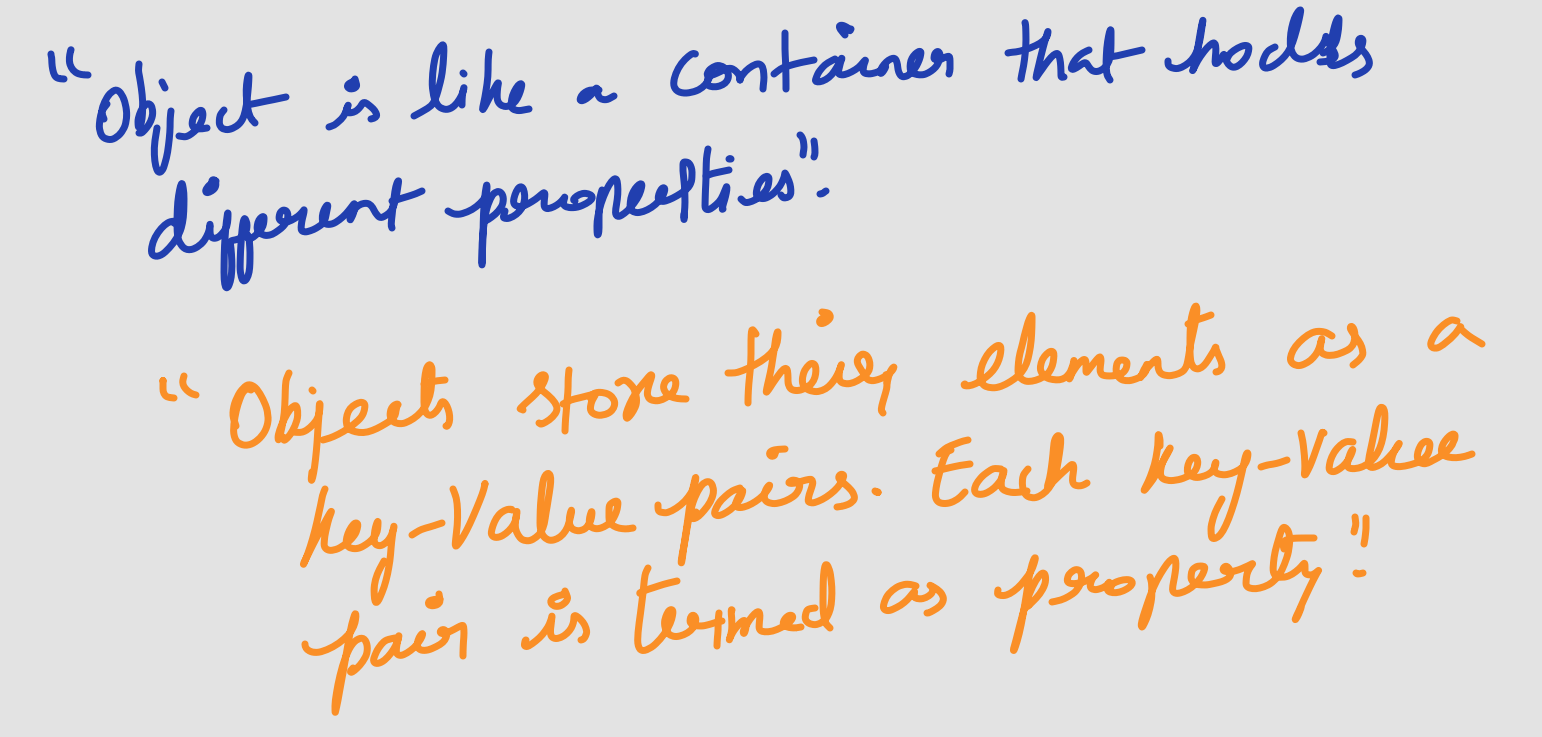 "Object is like a container that holds
different properties".
"Objects store their elements as a
key-Value pairs. Each key-Value
pair is termed as property".